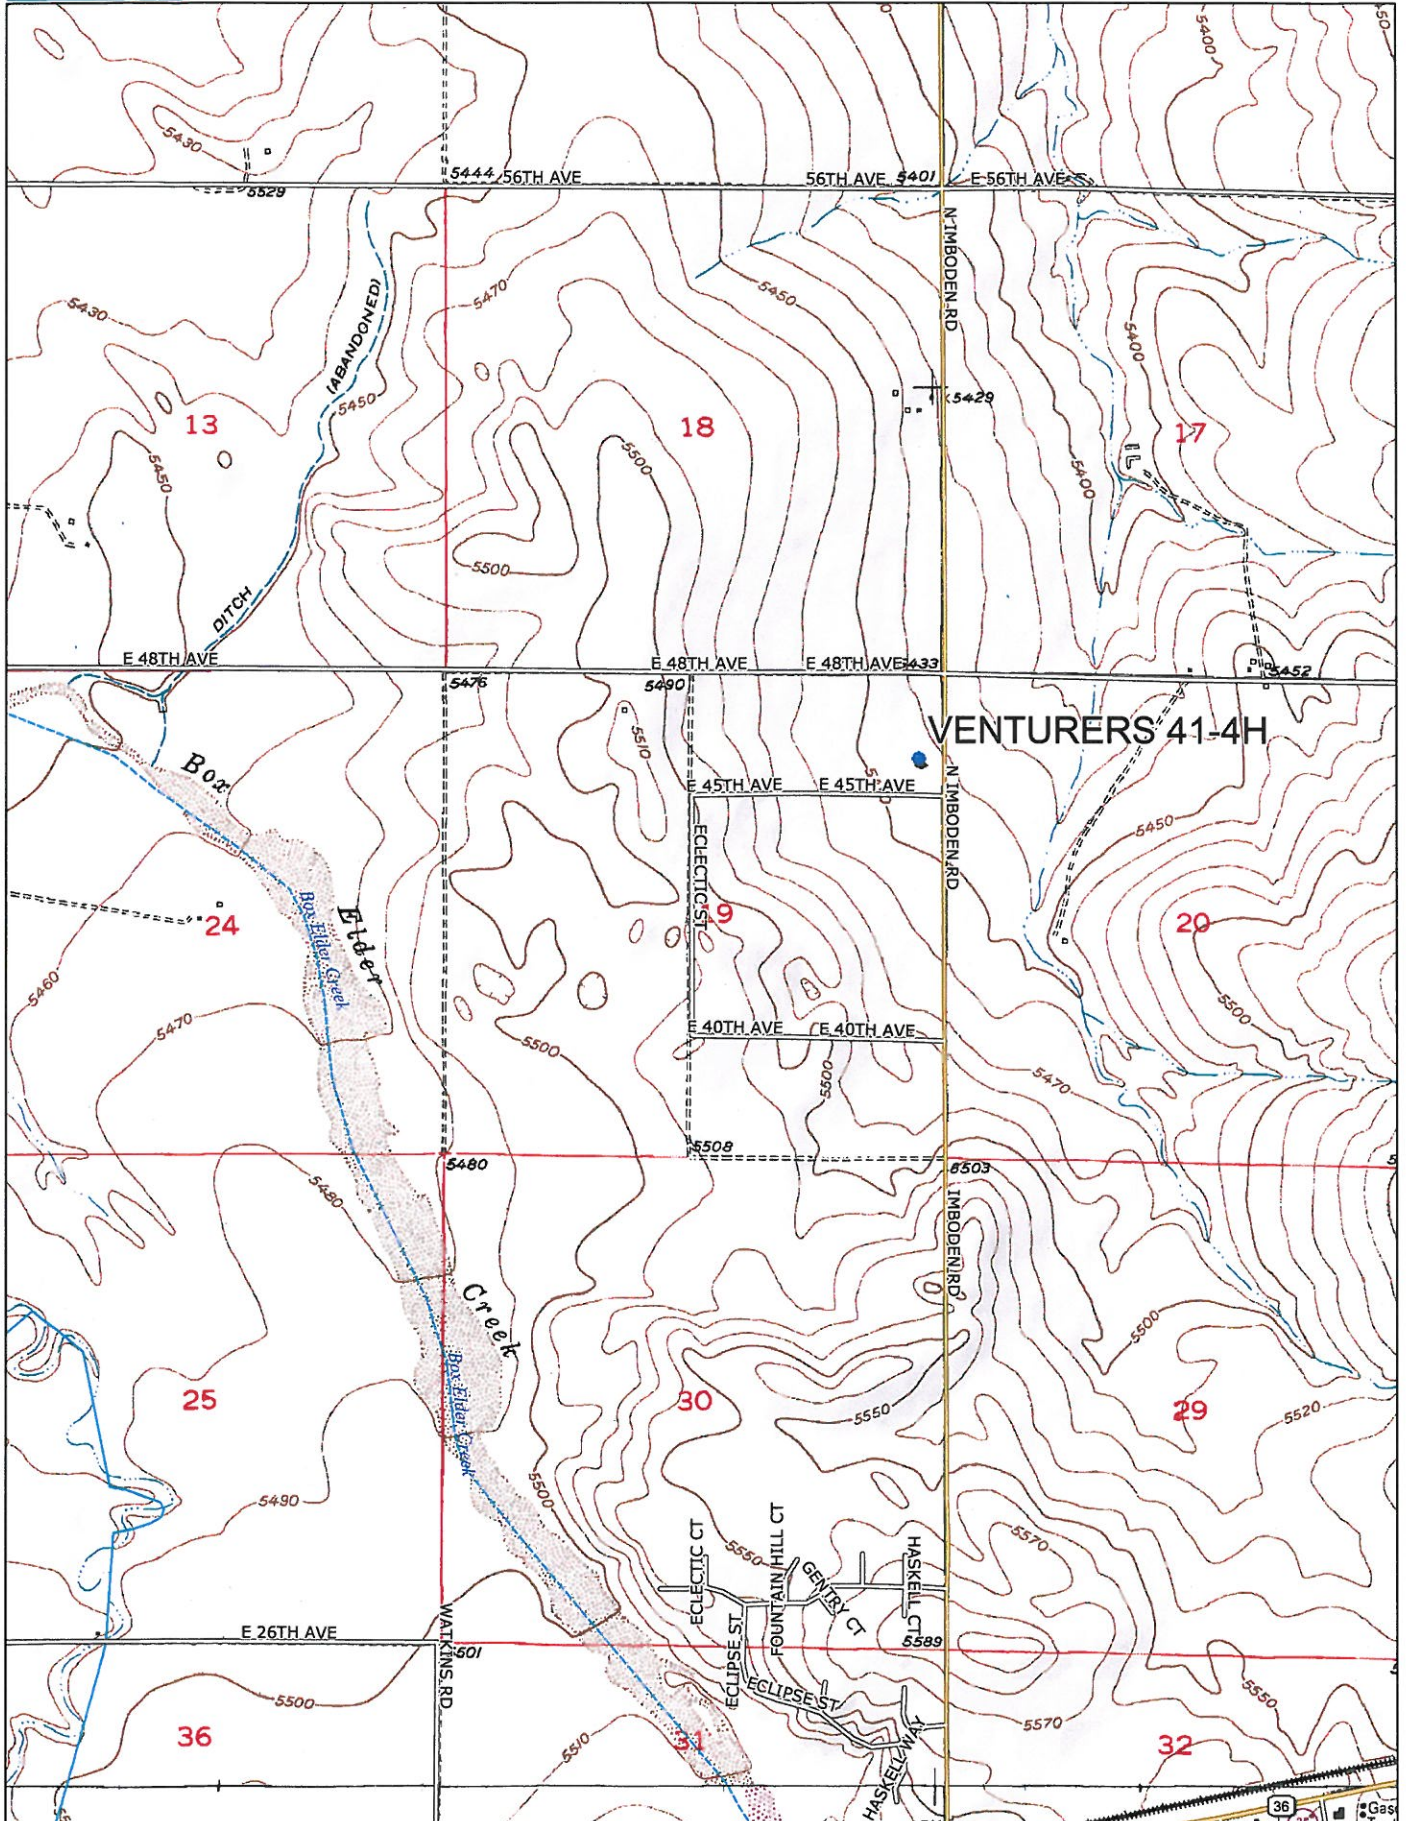 5400
5430
5529
5444 56TH AVE
56TH AVE 5401
E 56TH AVE
N IMBODEN RD
5470
5450
5430
(ABANDONED)
5400
5450
5429
13
18
17
5450
5500
5400
5500
DITCH
E 48TH AVE
E 48TH AVE
E 48TH AVE
5476
5490
5452
VENTURERS 41-4H
5510
Box
E 45TH AVE
E 45TH AVE
N IMBODEN RD
5450
ECLECTIC ST
Elder
Box Elder Creek
24
20
5460
5470
5500
5500
E 40TH AVE
E 40TH AVE
5500
5470
5508
5480
5503
5480
IMBODEN RD
Creek
5500
Box Elder Creek
25
30
29
5550
5520
5490
5500
ECLECTIC CT
5550
FOUNTAIN HILL CT
GENTRY CT
HASKELL CT
5570
E 26TH AVE
WATKINS RD
ECLIPSE ST
5589
5500
ECLIPSE ST
5550
5570
36
5510
31
32
HASKELL WAY
36